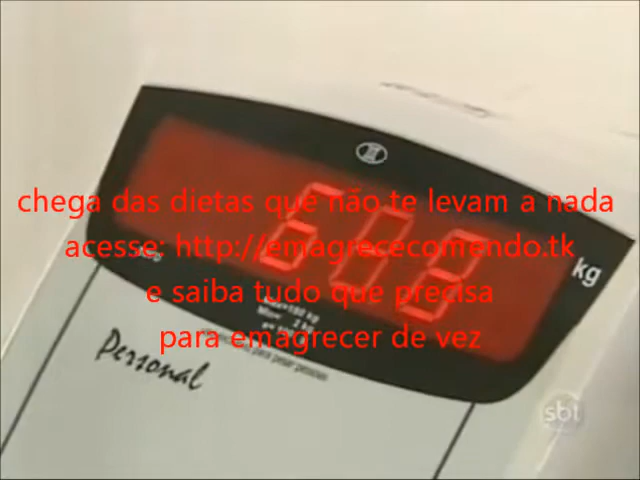 chega das dietas que não te levam a nada
acesse: http://emagrececomendo.tk
e saiba tudo que precisa
para emagrecer de vez
kg
Personal
sbt